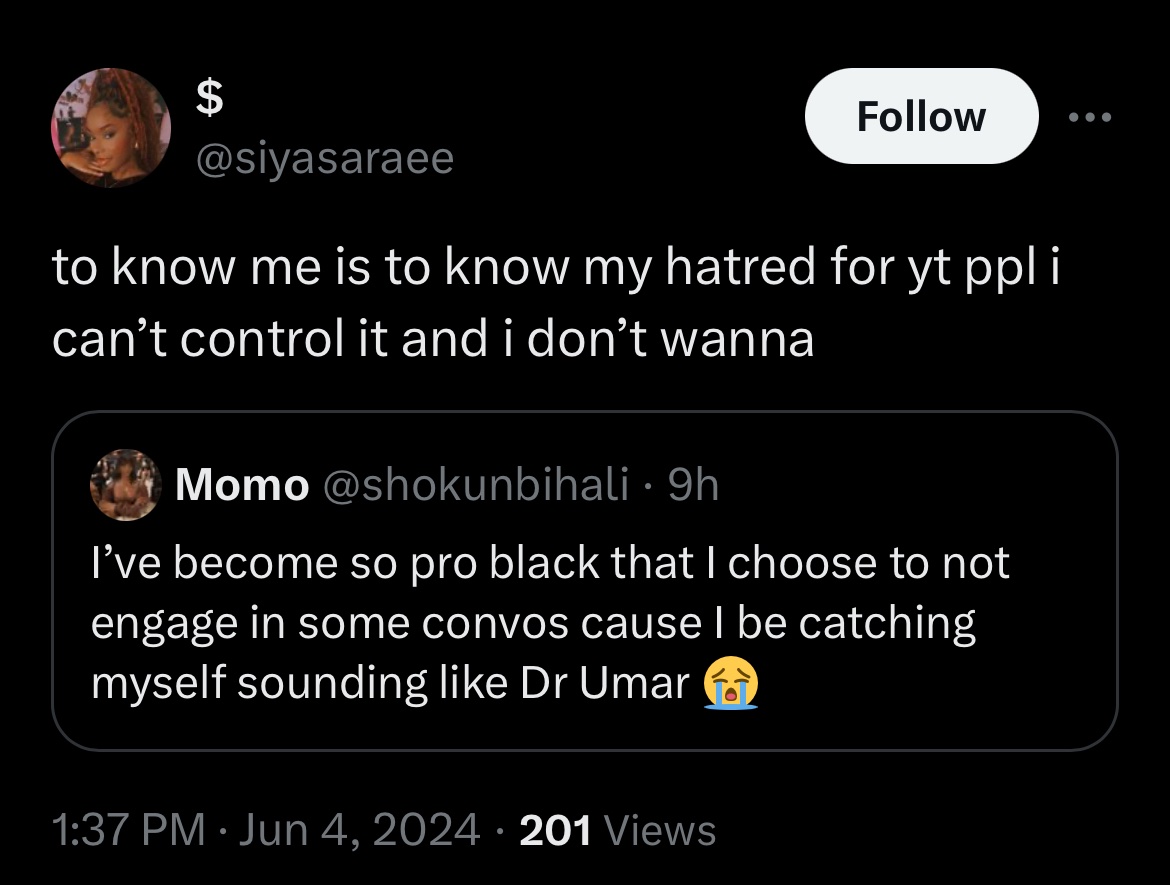 $
@siyasaraee
Follow
to know me is to know my hatred for yt ppl i
can’t control it and i don’t wanna
Momo @shokunbihali · 9h
I’ve become so pro black that I choose to not
engage in some convos cause I be catching
myself sounding like Dr Umar 😭
1:37 PM · Jun 4, 2024 · 201 Views